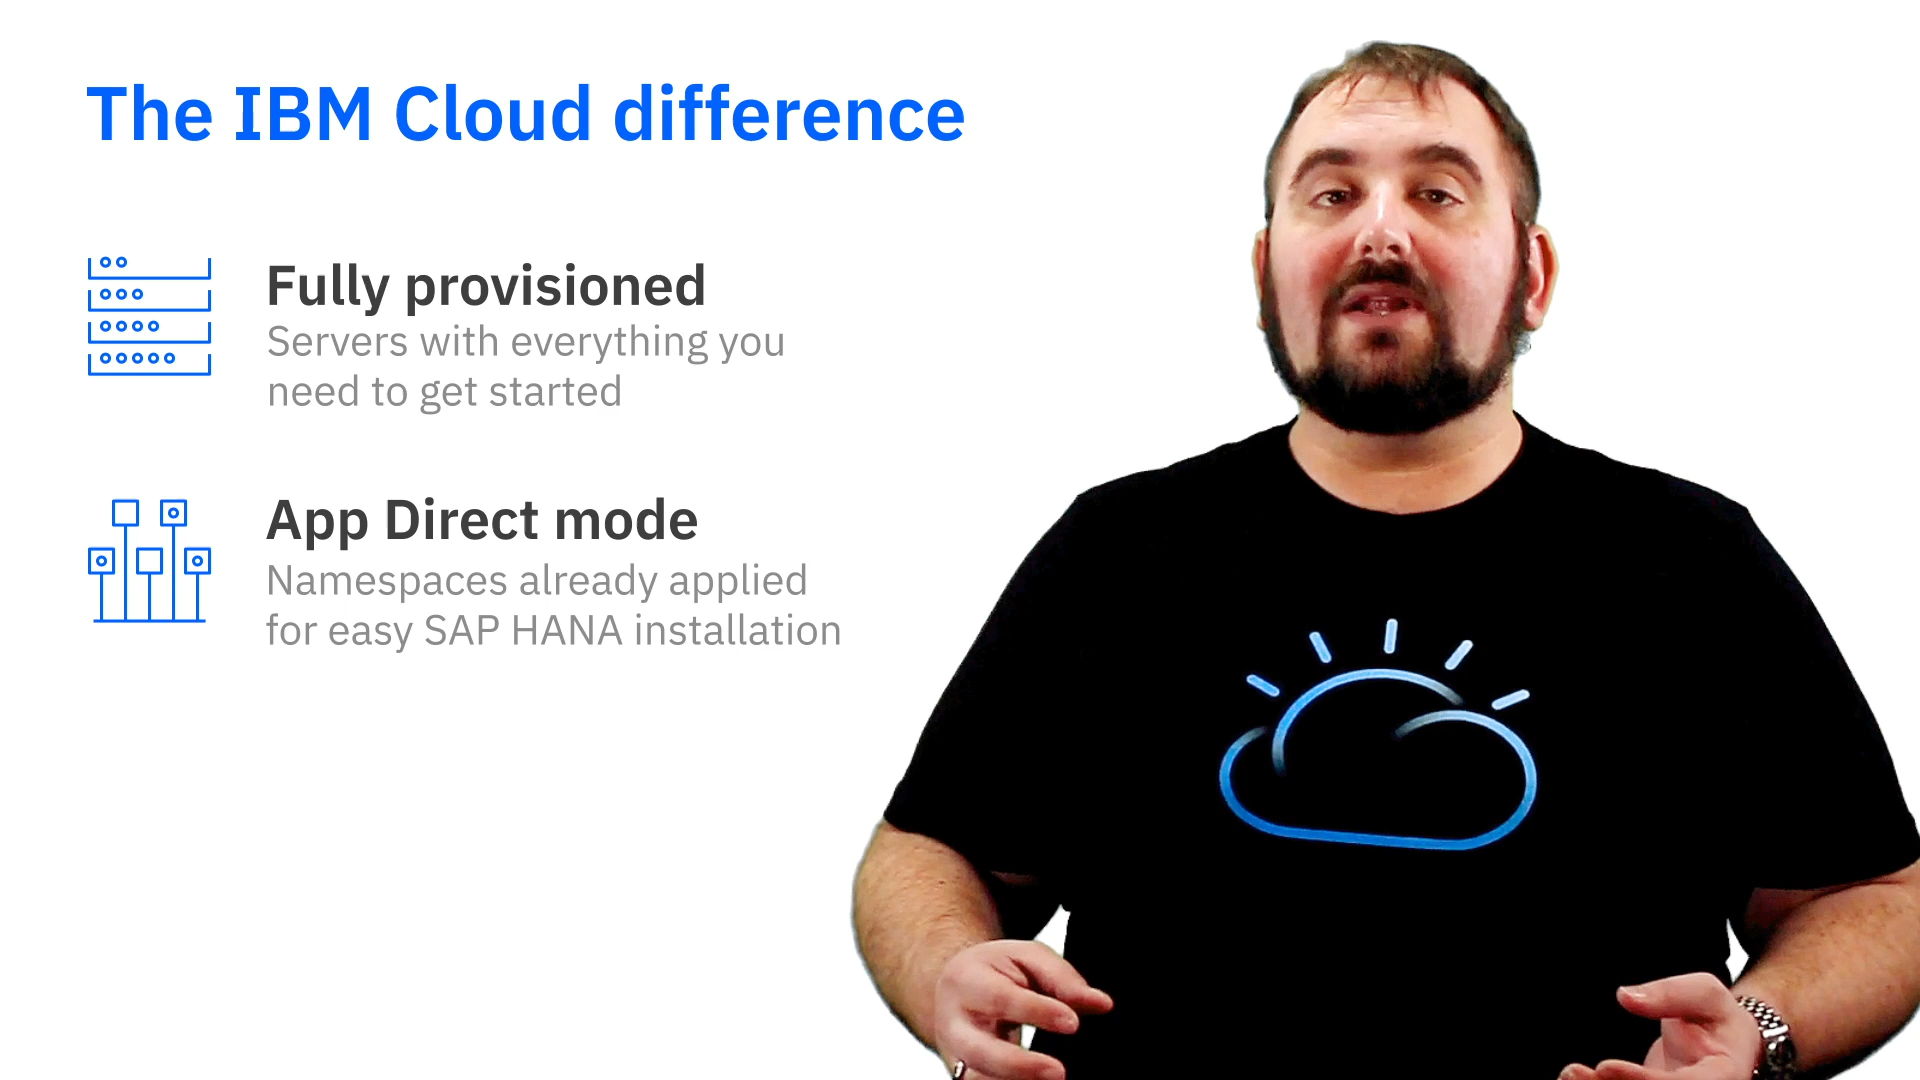 The IBM Cloud difference
Fully provisioned
Servers with everything you
need to get started
App Direct mode
Namespaces already applied
for easy SAP HANA installation